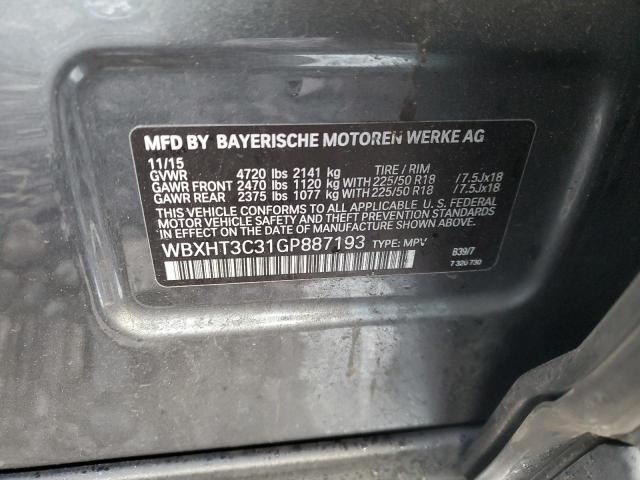 MFD BY BAYERISCHE MOTOREN WERKE AG
11/15
GVWR 4720 lbs 2141 kg TIRE / RIM
GAWR FRONT 2470 lbs 1120 kg WITH 225/50 R18 /7.5Jx18
GAWR REAR 2375 lbs 1077 kg WITH 225/50 R18 /7.5Jx18
THIS VEHICLE CONFORMS TO ALL APPLICABLE U.S. FEDERAL
MOTOR VEHICLE SAFETY, BUMPER, AND THEFT PREVENTION STANDARDS
IN EFFECT ON THE DATE OF MANUFACTURE SHOWN ABOVE.
WBXHT3C31GP887193 TYPE: MPV
B39/7
7 320 730